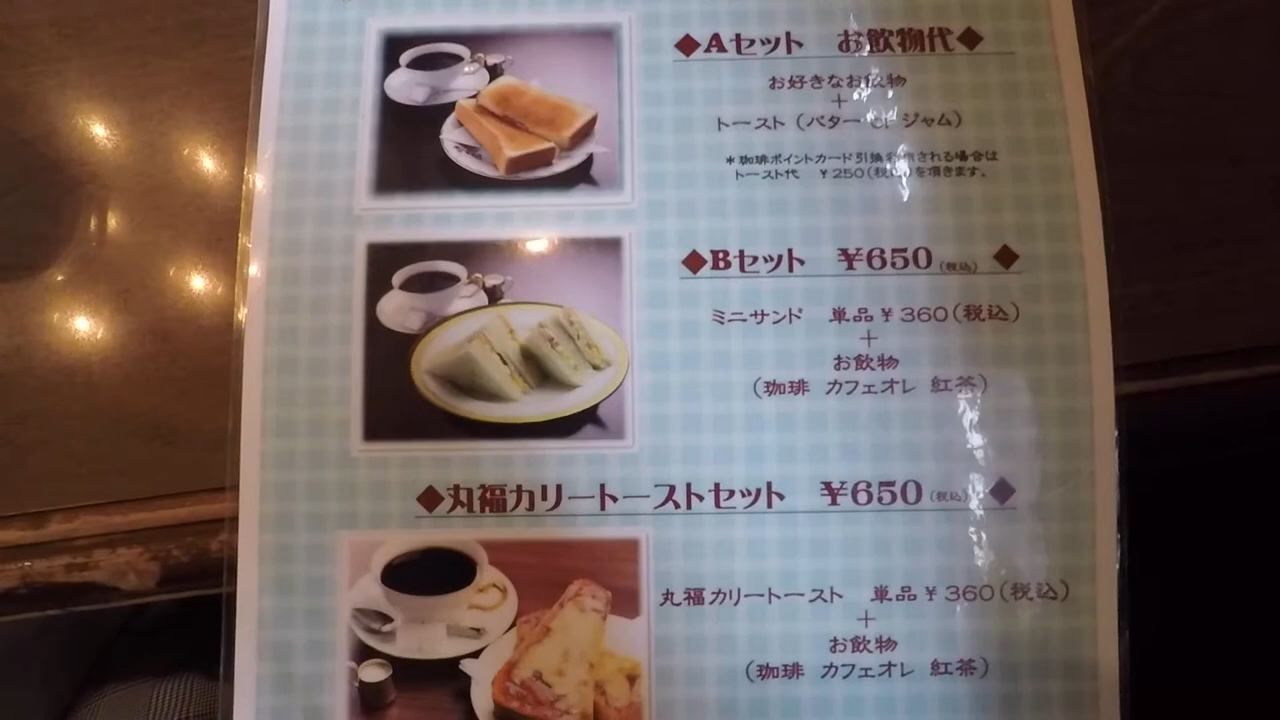 ◆Aセット お飲物代◆
お好きなお飲物
＋
トースト（バター or ジャム）
＊珈琲ポイントカード引換利用される場合は
トースト代 ￥250(税込)を頂きます。
◆Bセット ￥650(税込)◆
ミニサンド 単品￥360(税込)
＋
お飲物
（珈琲 カフェオレ 紅茶）
◆丸福カリートーストセット ￥650(税込)◆
丸福カリートースト 単品￥360(税込)
＋
お飲物
（珈琲 カフェオレ 紅茶）